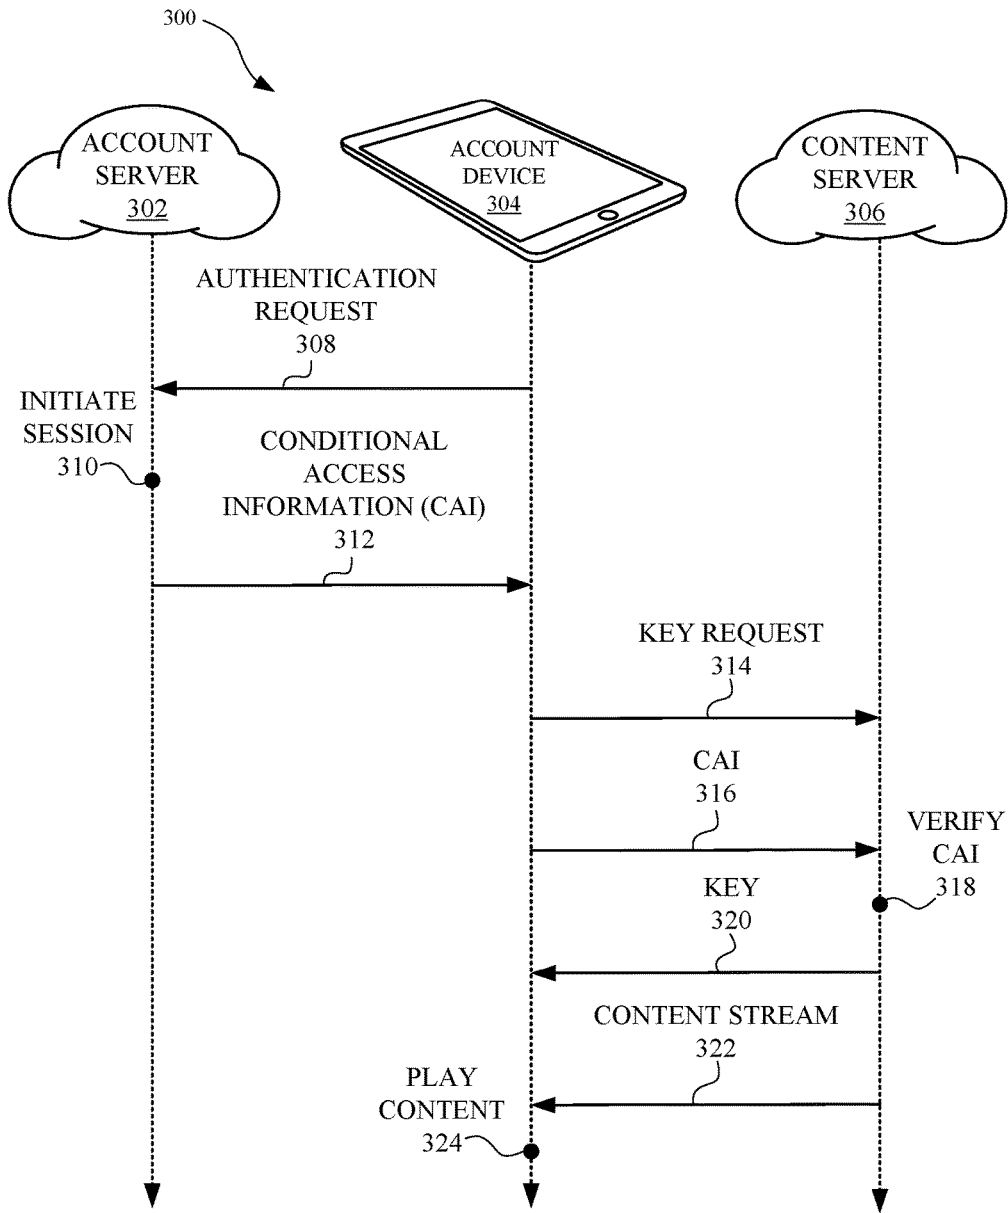 300
ACCOUNT
SERVER
302
ACCOUNT
DEVICE
304
CONTENT
SERVER
306
AUTHENTICATION
REQUEST
308
INITIATE
SESSION
310
CONDITIONAL
ACCESS
INFORMATION (CAI)
312
KEY REQUEST
314
CAI
316
VERIFY
CAI
318
KEY
320
CONTENT STREAM
322
PLAY
CONTENT
324